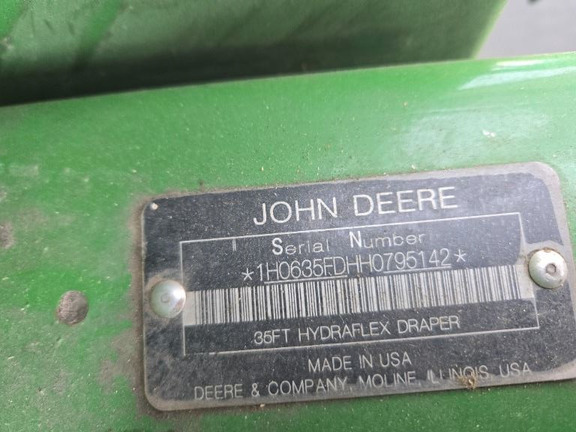 JOHN DEERE
Serial Number
*1H0635FDHH0795142*
35FT HYDRAFLEX DRAPER
MADE IN USA
DEERE & COMPANY, MOLINE, ILLINOIS, USA